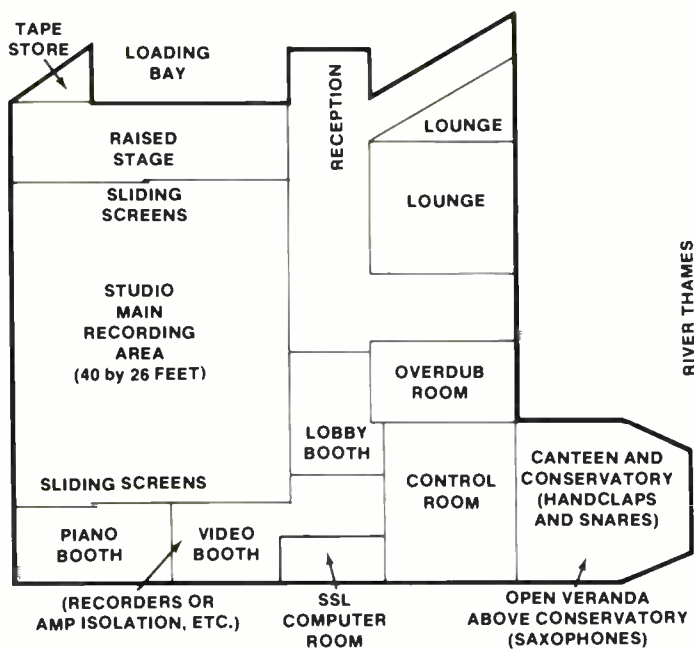 TAPE
STORE
LOADING
BAY
RECEPTION
LOUNGE
RAISED
STAGE
SLIDING
SCREENS
LOUNGE
STUDIO
MAIN
RECORDING
AREA
(40 by 26 FEET)
RIVER THAMES
OVERDUB
ROOM
LOBBY
BOOTH
SLIDING SCREENS
CONTROL
ROOM
CANTEEN AND
CONSERVATORY
(HANDCLAPS
AND SNARES)
PIANO
BOOTH
VIDEO
BOOTH
(RECORDERS OR
AMP ISOLATION, ETC.)
SSL
COMPUTER
ROOM
OPEN VERANDA
ABOVE CONSERVATORY
(SAXOPHONES)